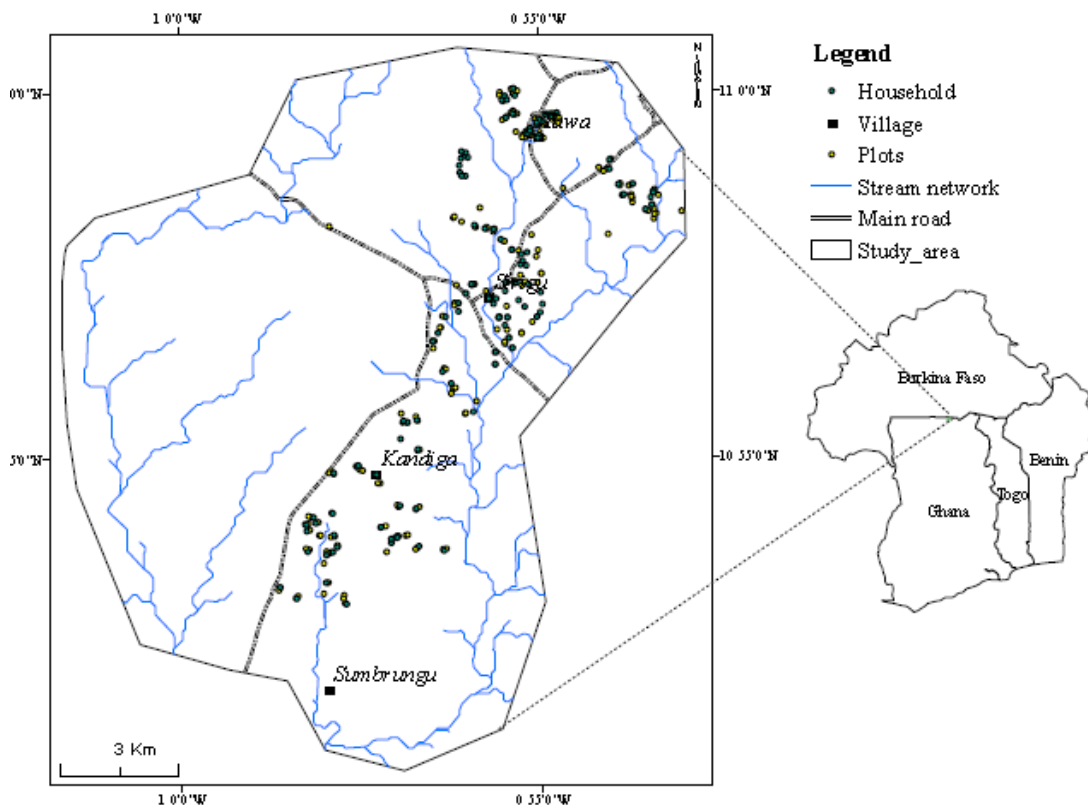 1 0'0"W
0 55'0"W
N
0'0"N
11 0'0"N
Legend
Household
Village
Plots
Stream network
Main road
Study_area
Kandiga
5'0"N
10 55'0"N
Burkina Faso
Benin
Togo
Ghana
Sumbrungu
3 Km
1 0'0"W
0 55'0"W